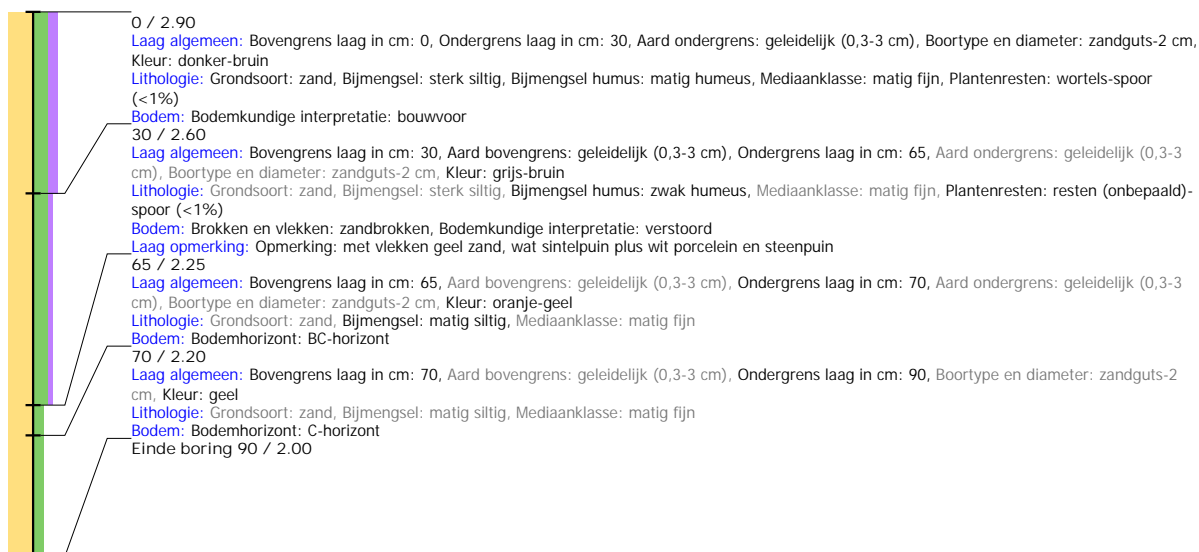 0 / 2.90
Laag algemeen: Bovengrens laag in cm: 0, Ondergrens laag in cm: 30, Aard ondergrens: geleidelijk (0,3-3 cm), Boortype en diameter: zandguts-2 cm,
Kleur: donker-bruin
Lithologie: Grondsoort: zand, Bijmengsel: sterk siltig, Bijmengsel humus: matig humeus, Mediaanklasse: matig fijn, Plantenresten: wortels-spoor
(<1%)
Bodem: Bodemkundige interpretatie: bouwvoor
30 / 2.60
Laag algemeen: Bovengrens laag in cm: 30, Aard bovengrens: geleidelijk (0,3-3 cm), Ondergrens laag in cm: 65, Aard ondergrens: geleidelijk (0,3-3
cm), Boortype en diameter: zandguts-2 cm, Kleur: grijs-bruin
Lithologie: Grondsoort: zand, Bijmengsel: sterk siltig, Bijmengsel humus: zwak humeus, Mediaanklasse: matig fijn, Plantenresten: resten (onbepaald)-
spoor (<1%)
Bodem: Brokken en vlekken: zandbrokken, Bodemkundige interpretatie: verstoord
Laag opmerking: Opmerking: met vlekken geel zand, wat sintelpuin plus wit porcelein en steenpuin
65 / 2.25
Laag algemeen: Bovengrens laag in cm: 65, Aard bovengrens: geleidelijk (0,3-3 cm), Ondergrens laag in cm: 70, Aard ondergrens: geleidelijk (0,3-3
cm), Boortype en diameter: zandguts-2 cm, Kleur: oranje-geel
Lithologie: Grondsoort: zand, Bijmengsel: matig siltig, Mediaanklasse: matig fijn
Bodem: Bodemhorizont: BC-horizont
70 / 2.20
Laag algemeen: Bovengrens laag in cm: 70, Aard bovengrens: geleidelijk (0,3-3 cm), Ondergrens laag in cm: 90, Boortype en diameter: zandguts-2
cm, Kleur: geel
Lithologie: Grondsoort: zand, Bijmengsel: matig siltig, Mediaanklasse: matig fijn
Bodem: Bodemhorizont: C-horizont
Einde boring 90 / 2.00